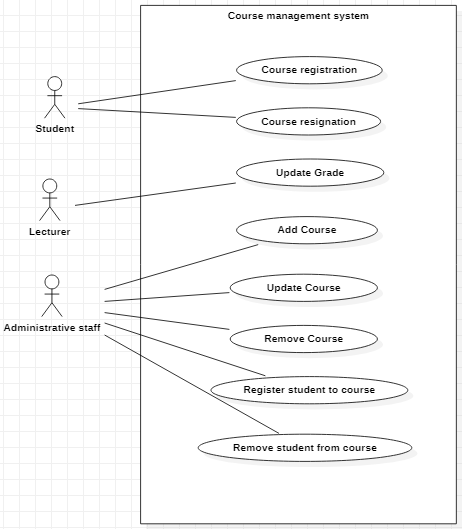 Course management system
Course registration
Student
Course resignation
Update Grade
Lecturer
Add Course
Update Course
Administrative staff
Remove Course
Register student to course
Remove student from course